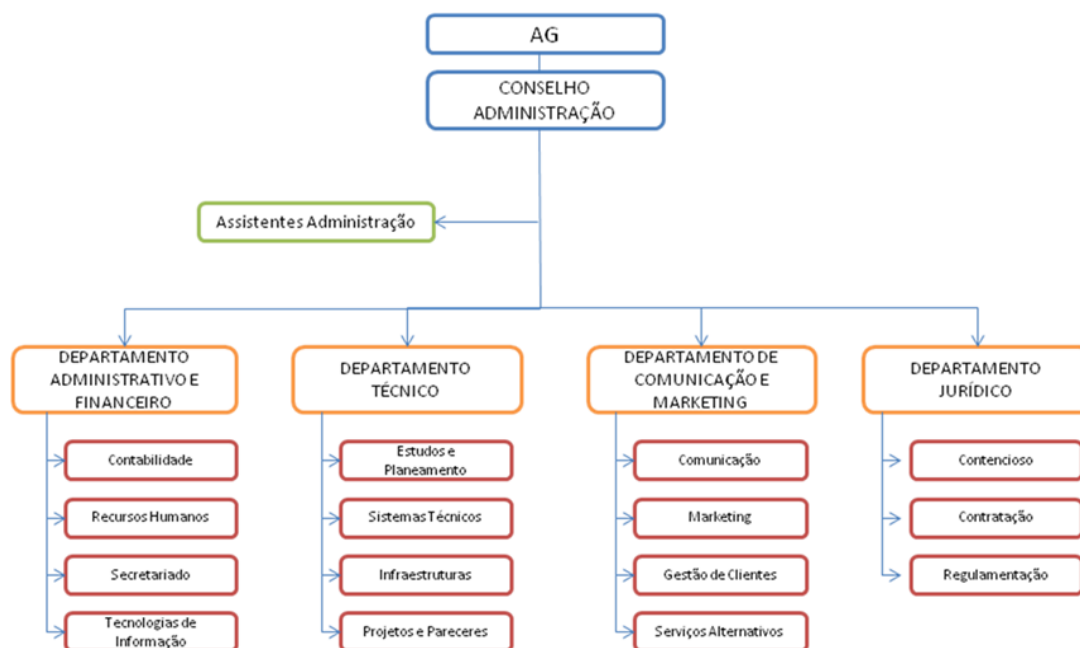 AG
CONSELHO
ADMINISTRAÇÃO
Assistentes Administração
DEPARTAMENTO
ADMINISTRATIVO E
FINANCEIRO
Contabilidade
Recursos Humanos
Secretariado
Tecnologias de
Informação
DEPARTAMENTO
TÉCNICO
Estudos e
Planeamento
Sistemas Técnicos
Infraestruturas
Projetos e Pareceres
DEPARTAMENTO DE
COMUNICAÇÃO E
MARKETING
Comunicação
Marketing
Gestão de Clientes
Serviços Alternativos
DEPARTAMENTO
JURÍDICO
Contencioso
Contratação
Regulamentação